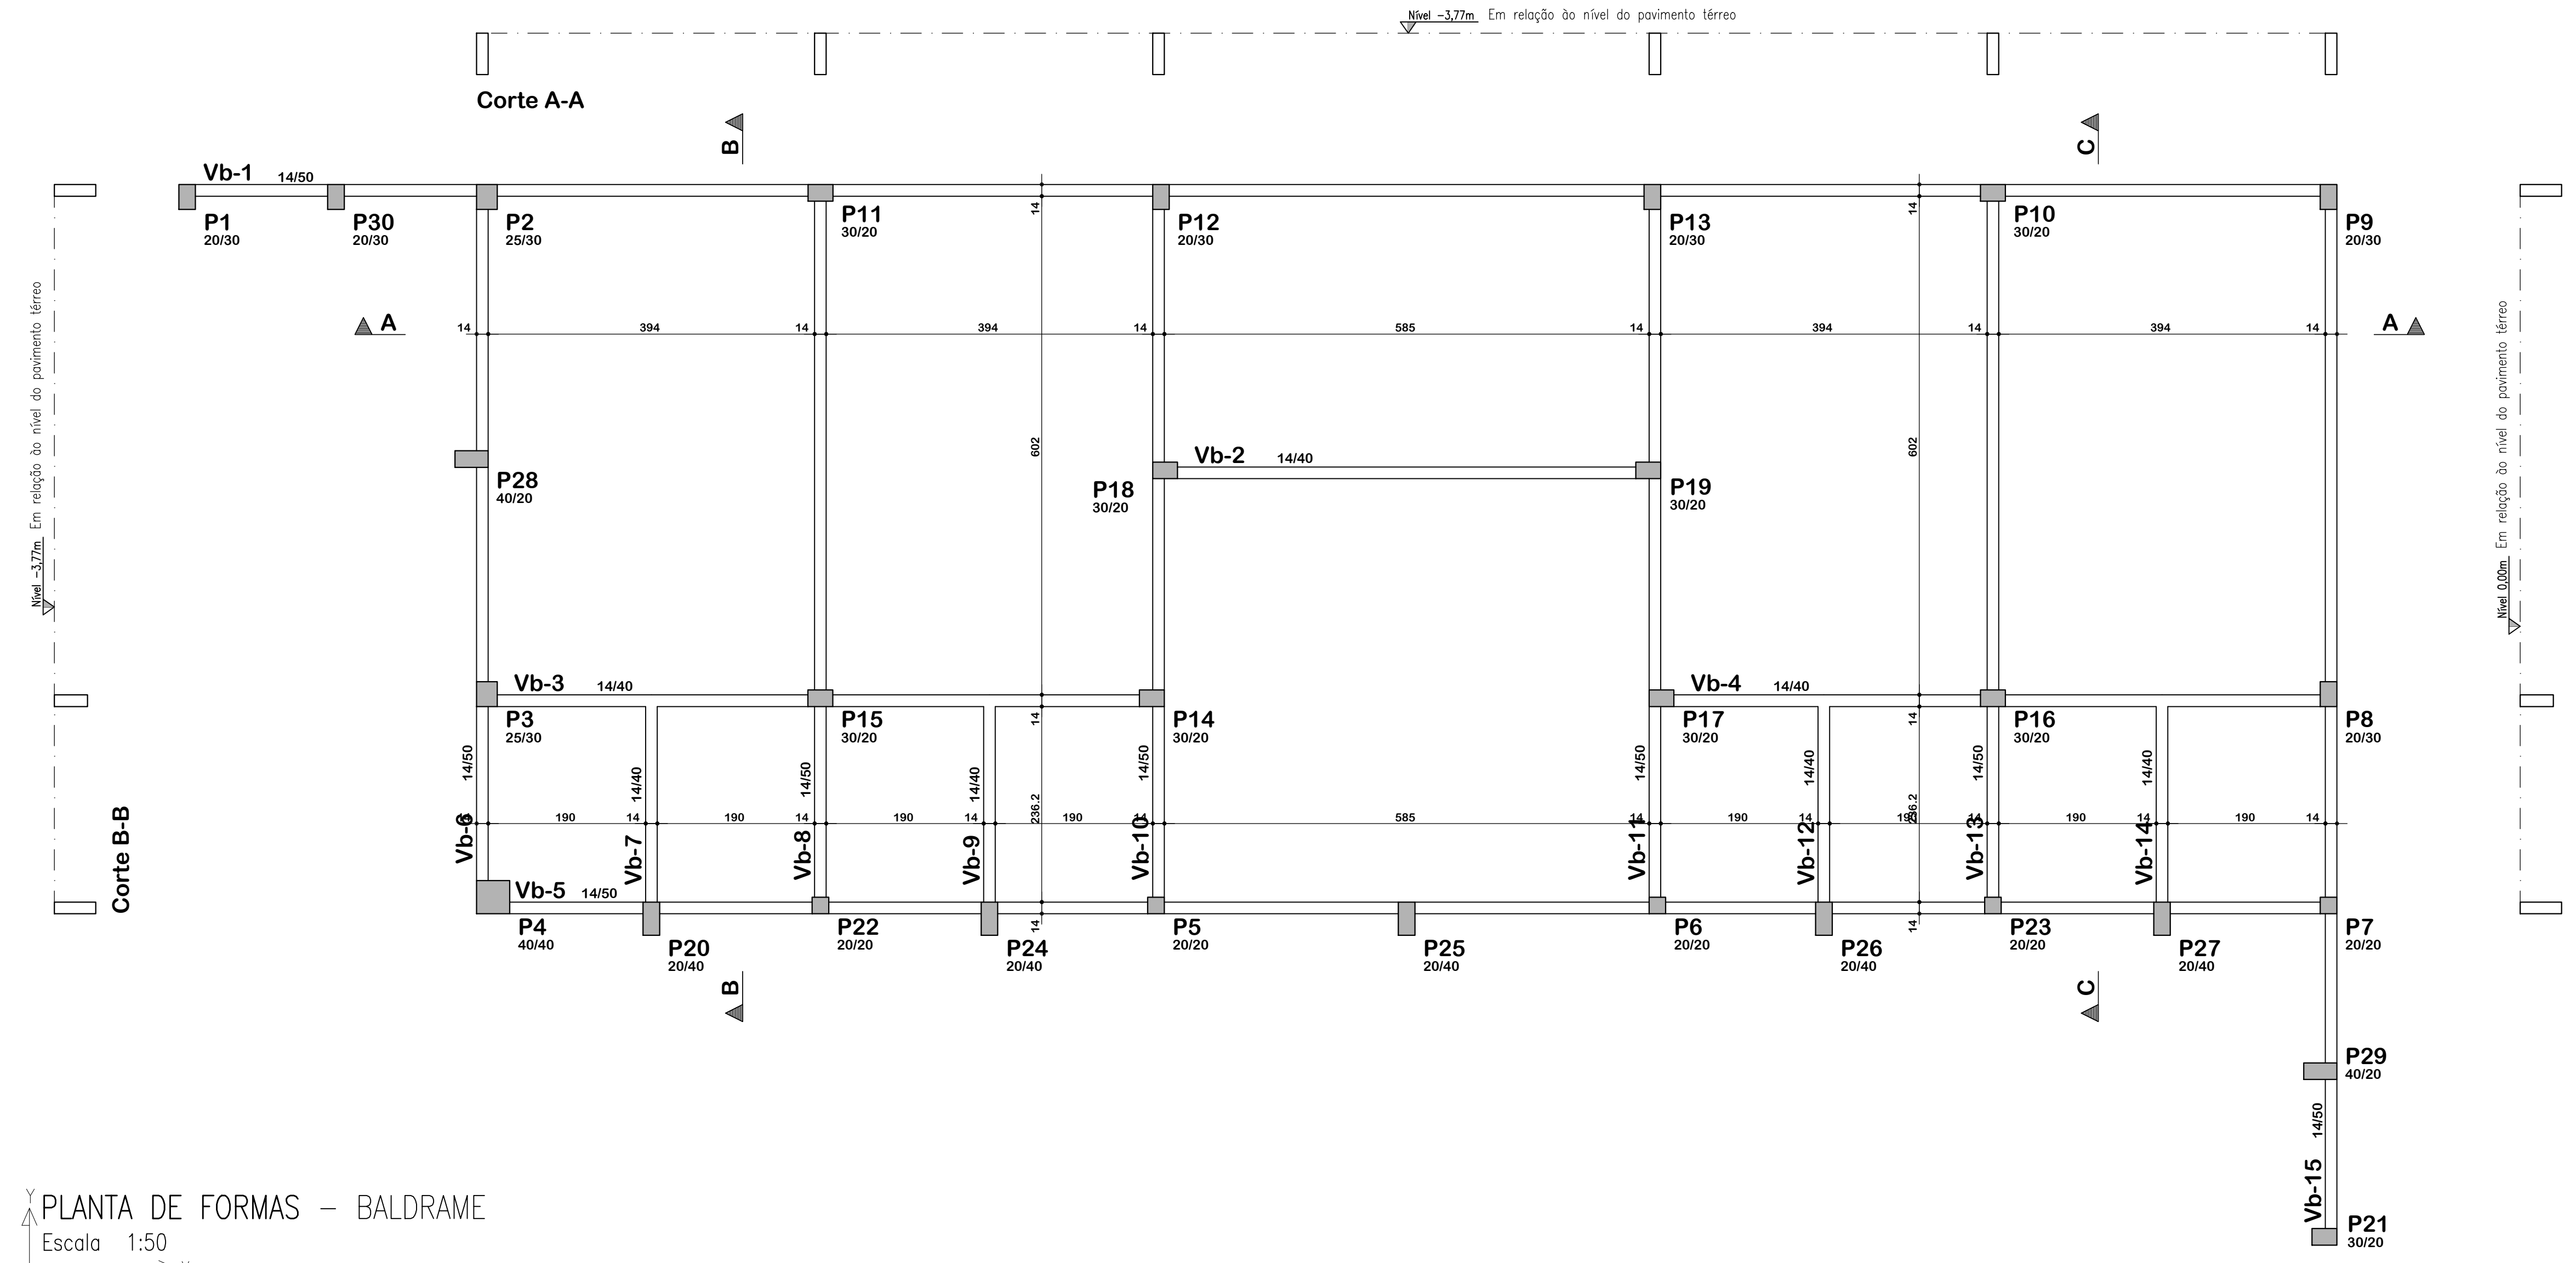 Nível -3,77m Em relação ào nível do pavimento térreo
Corte A-A
B
C
Vb-1 14/50
P1
20/30
P30
20/30
P2
25/30
P11
30/20
14
P12
20/30
P13
20/30
14
P10
30/20
P9
20/30
A
14 394 14 394 14 585 14 394 14 394 14
A
Nível -3,77m Em relação ào nível do pavimento térreo
Nível 0,00m Em relação ào nível do pavimento térreo
602
602
Vb-2 14/40
P28
40/20
P18
30/20
P19
30/20
Vb-3 14/40
Vb-4 14/40
P3
25/30
P15
30/20
14
P14
30/20
P17
30/20
14
P16
30/20
P8
20/30
14/50
14/40
14/50
14/40
14/50
14/50
14/40
14/50
14/40
190 14 190 14 190 14 190 14 585 14 190 14 190 14 190 14 190 14
236.2
236.2
Vb-6
Vb-7
Vb-8
Vb-9
Vb-10
Vb-11
Vb-12
Vb-13
Vb-14
Corte B-B
Vb-5 14/50
P4
40/40
P20
20/40
P22
20/20
P24
20/40
14
P5
20/20
P25
20/40
P6
20/20
P26
20/40
14
P23
20/20
P27
20/40
P7
20/20
B
C
P29
40/20
14/50
Vb-15
P21
30/20
Y
PLANTA DE FORMAS - BALDRAME
Escala 1:50